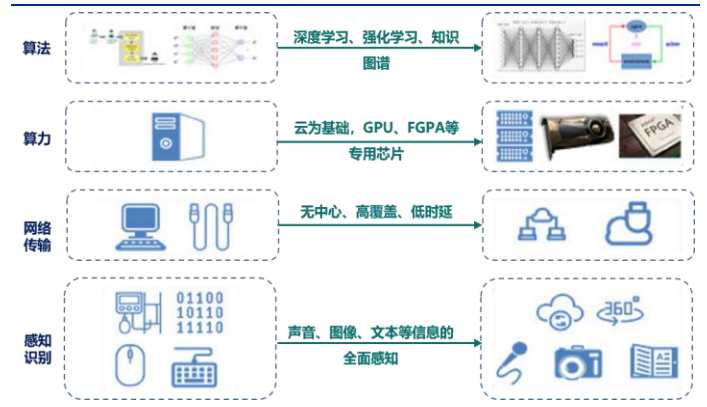 算法
深度学习、强化学习、知识
图谱
reward
action
environment
算力
云为基础，GPU、FGPA等
专用芯片
FPGA
网络
传输
无中心、高覆盖、低时延
感知
识别
01100
10110
11110
声音、图像、文本等信息的
全面感知
360°
A